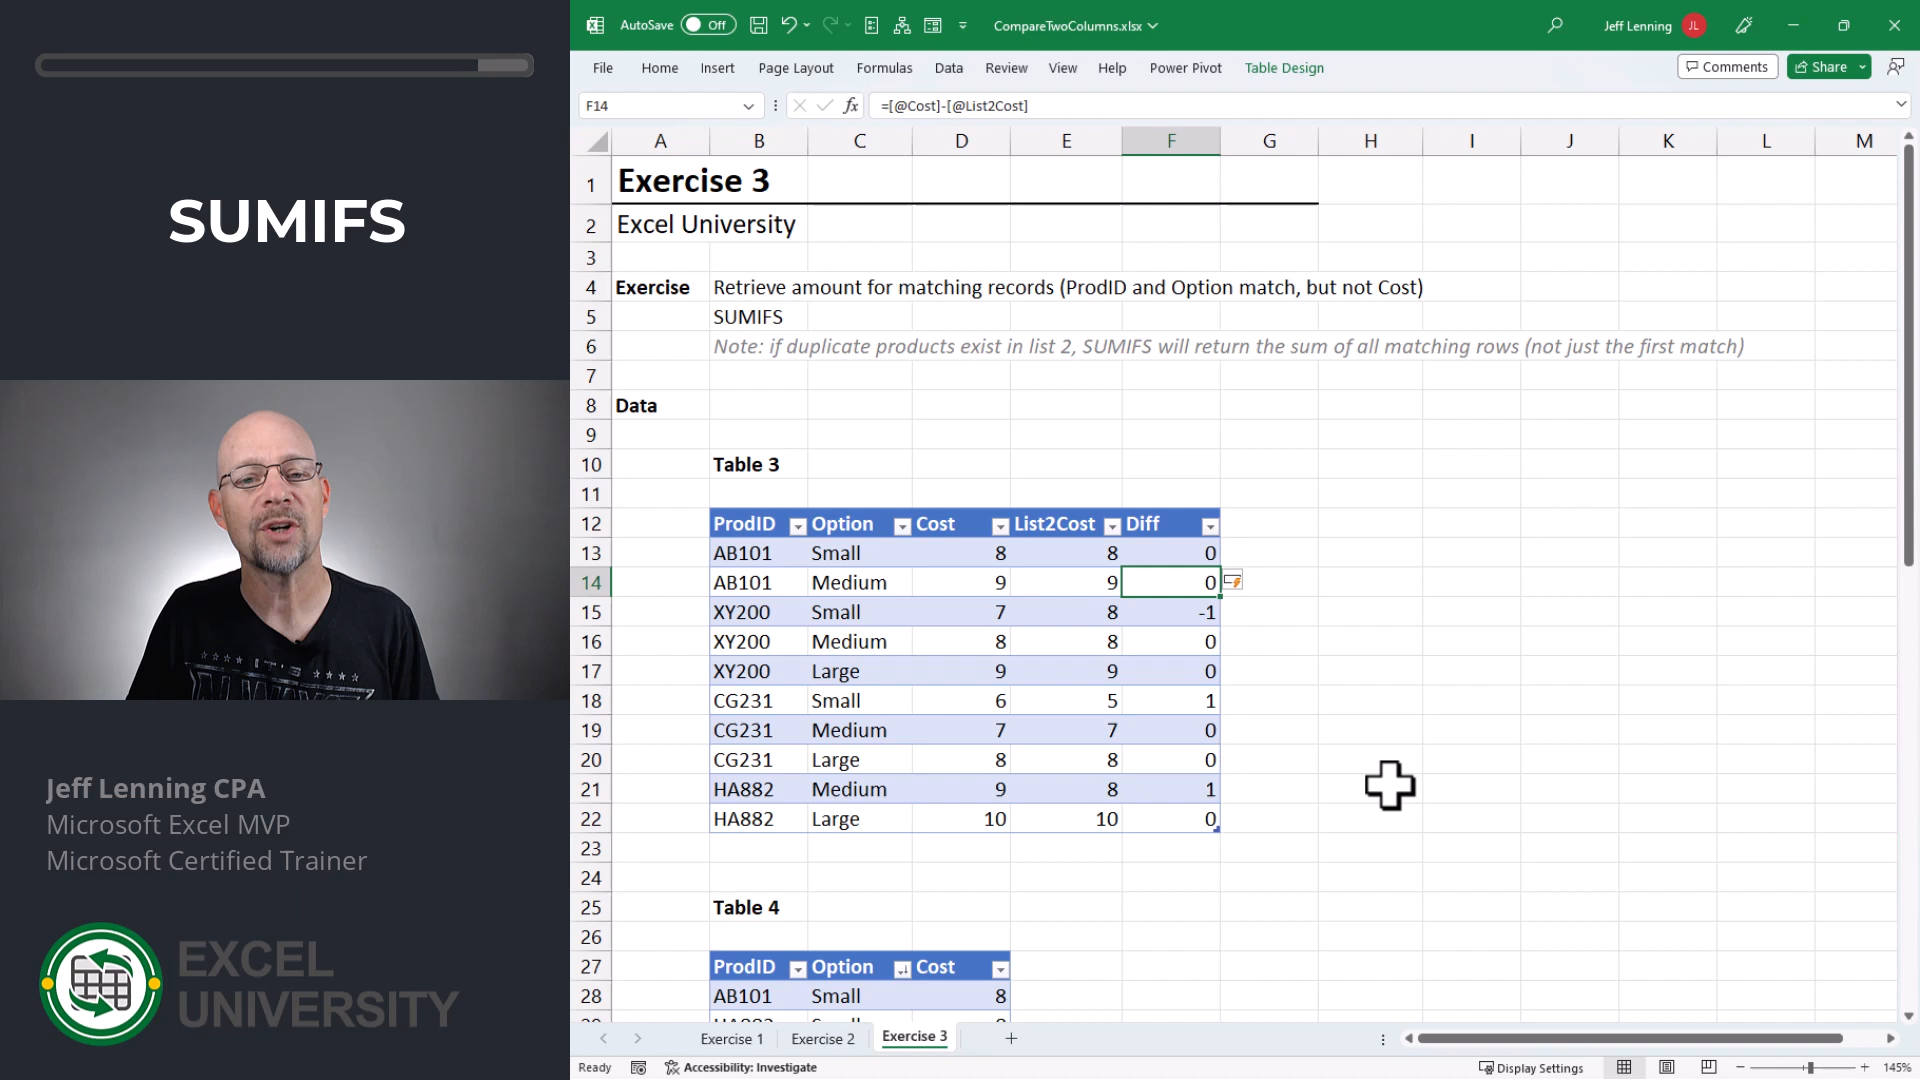 SUMIFS
Jeff Lenning CPA
Microsoft Excel MVP
Microsoft Certified Trainer
EXCEL
UNIVERSITY
AutoSave Off CompareTwoColumns.xlsx Jeff Lenning JL
File Home Insert Page Layout Formulas Data Review View Help Power Pivot Table Design Comments Share
F14 fx =[@Cost]-[@List2Cost]
A B C D E F G H I J K L M
1 Exercise 3
2 Excel University
3
4 Exercise Retrieve amount for matching records (ProdID and Option match, but not Cost)
5 SUMIFS
6 Note: if duplicate products exist in list 2, SUMIFS will return the sum of all matching rows (not just the first match)
7
8 Data
9
10 Table 3
11
12 ProdID Option Cost List2Cost Diff
13 AB101 Small 8 8 0
14 AB101 Medium 9 9 0
15 XY200 Small 7 8 -1
16 XY200 Medium 8 8 0
17 XY200 Large 9 9 0
18 CG231 Small 6 5 1
19 CG231 Medium 7 7 0
20 CG231 Large 8 8 0
21 HA882 Medium 9 8 1
22 HA882 Large 10 10 0
23
24
25 Table 4
26
27 ProdID Option Cost
28 AB101 Small 8
Exercise 1 Exercise 2 Exercise 3
Ready Accessibility: Investigate Display Settings 145%